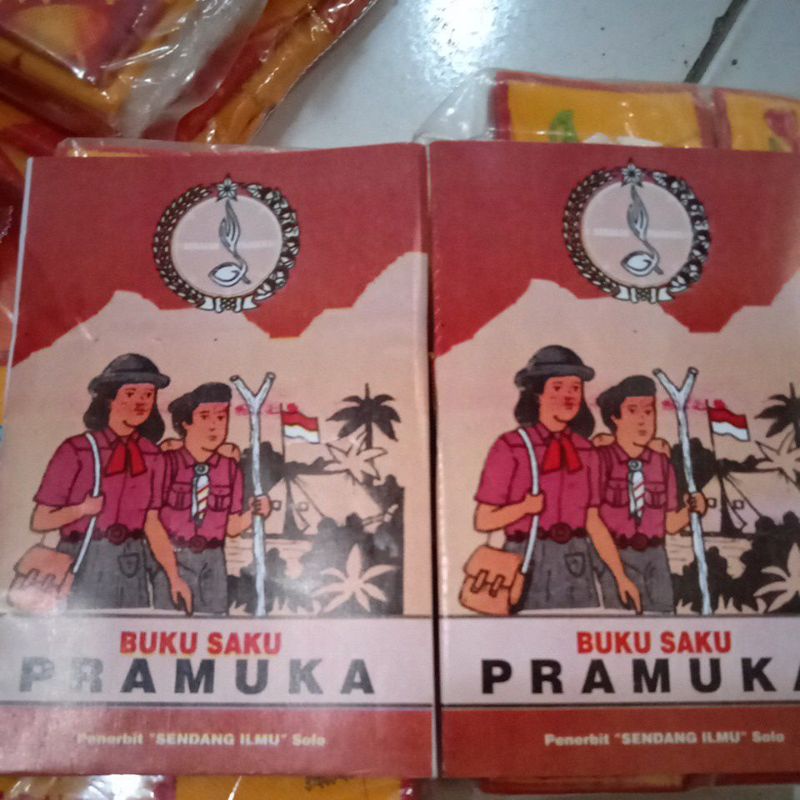 BUKU SAKU
PRAMUKA
Penerbit "SENDANG ILMU" Solo
BUKU SAKU
PRAMUKA
Penerbit "SENDANG ILMU" Solo